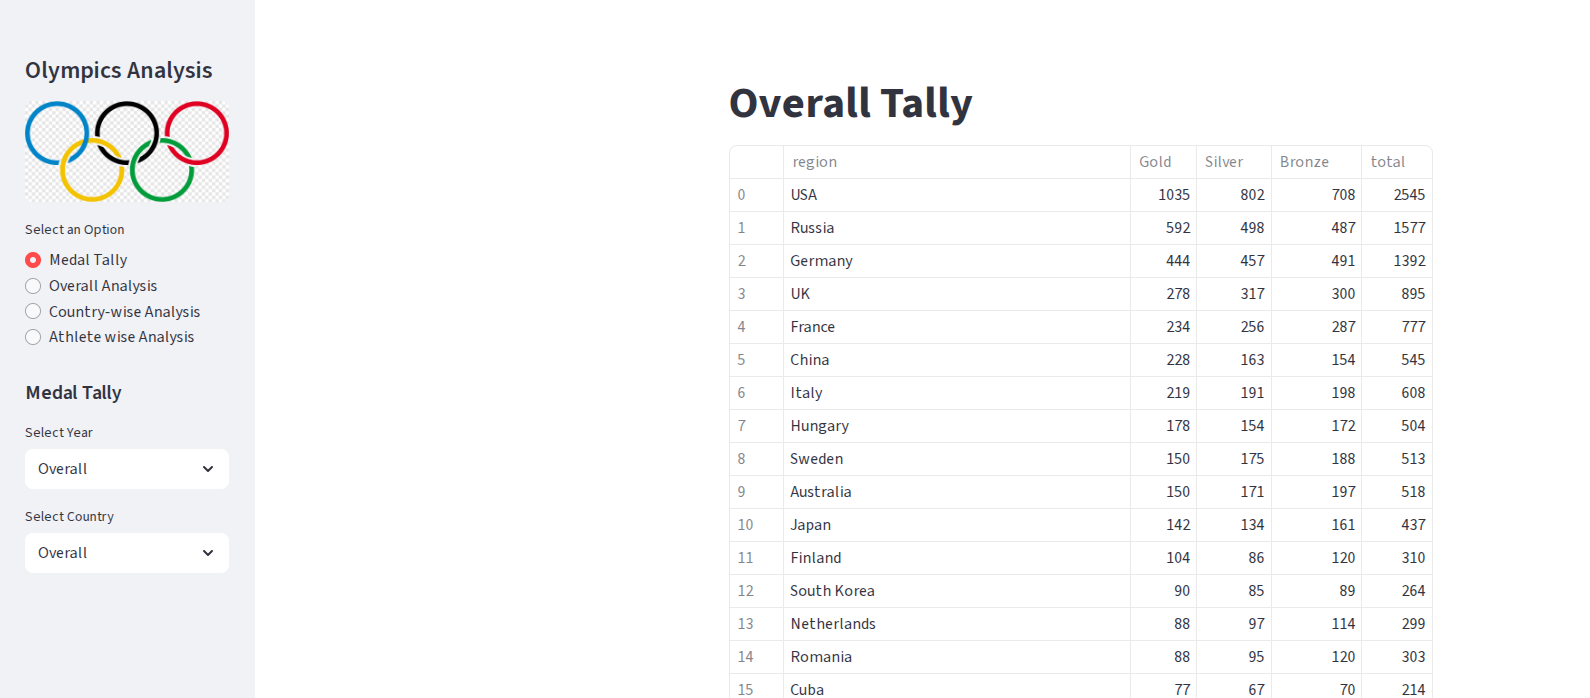 Olympics Analysis
Select an Option
Medal Tally
Overall Analysis
Country-wise Analysis
Athlete wise Analysis
Medal Tally
Select Year
Overall
Select Country
Overall
Overall Tally
region Gold Silver Bronze total
0 USA 1035 802 708 2545
1 Russia 592 498 487 1577
2 Germany 444 457 491 1392
3 UK 278 317 300 895
4 France 234 256 287 777
5 China 228 163 154 545
6 Italy 219 191 198 608
7 Hungary 178 154 172 504
8 Sweden 150 175 188 513
9 Australia 150 171 197 518
10 Japan 142 134 161 437
11 Finland 104 86 120 310
12 South Korea 90 85 89 264
13 Netherlands 88 97 114 299
14 Romania 88 95 120 303
15 Cuba 77 67 70 214